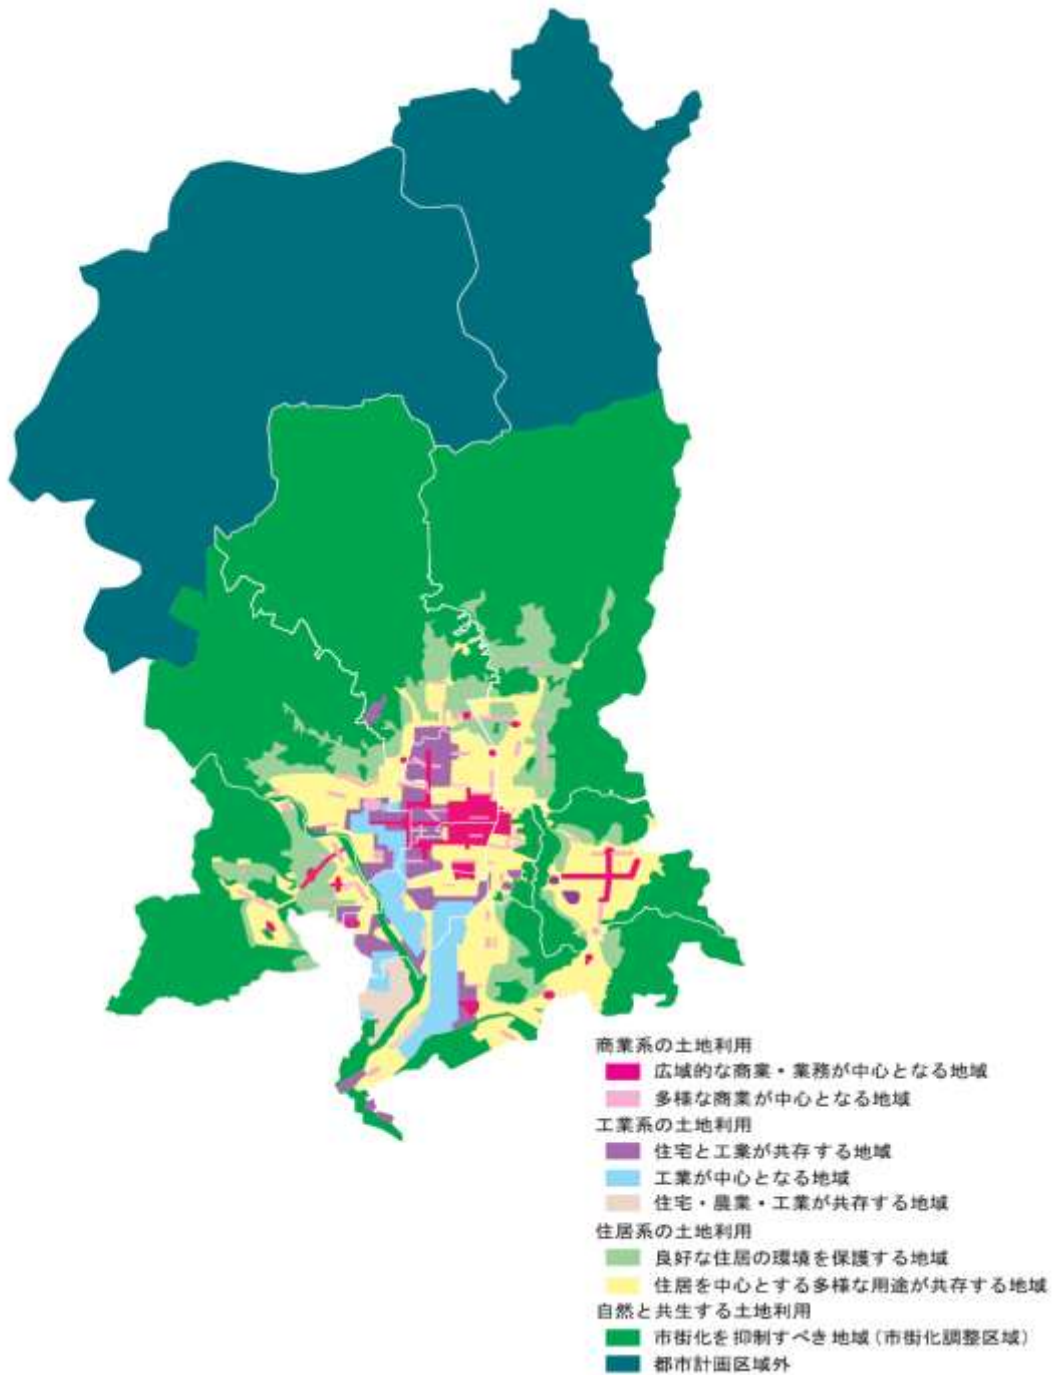 商業系の土地利用
広域的な商業・業務が中心となる地域
多様な商業が中心となる地域
工業系の土地利用
住宅と工業が共存する地域
工業が中心となる地域
住宅・農業・工業が共存する地域
住居系の土地利用
良好な住居の環境を保護する地域
住居を中心とする多様な用途が共存する地域
自然と共生する土地利用
市街化を抑制すべき地域（市街化調整区域）
都市計画区域外